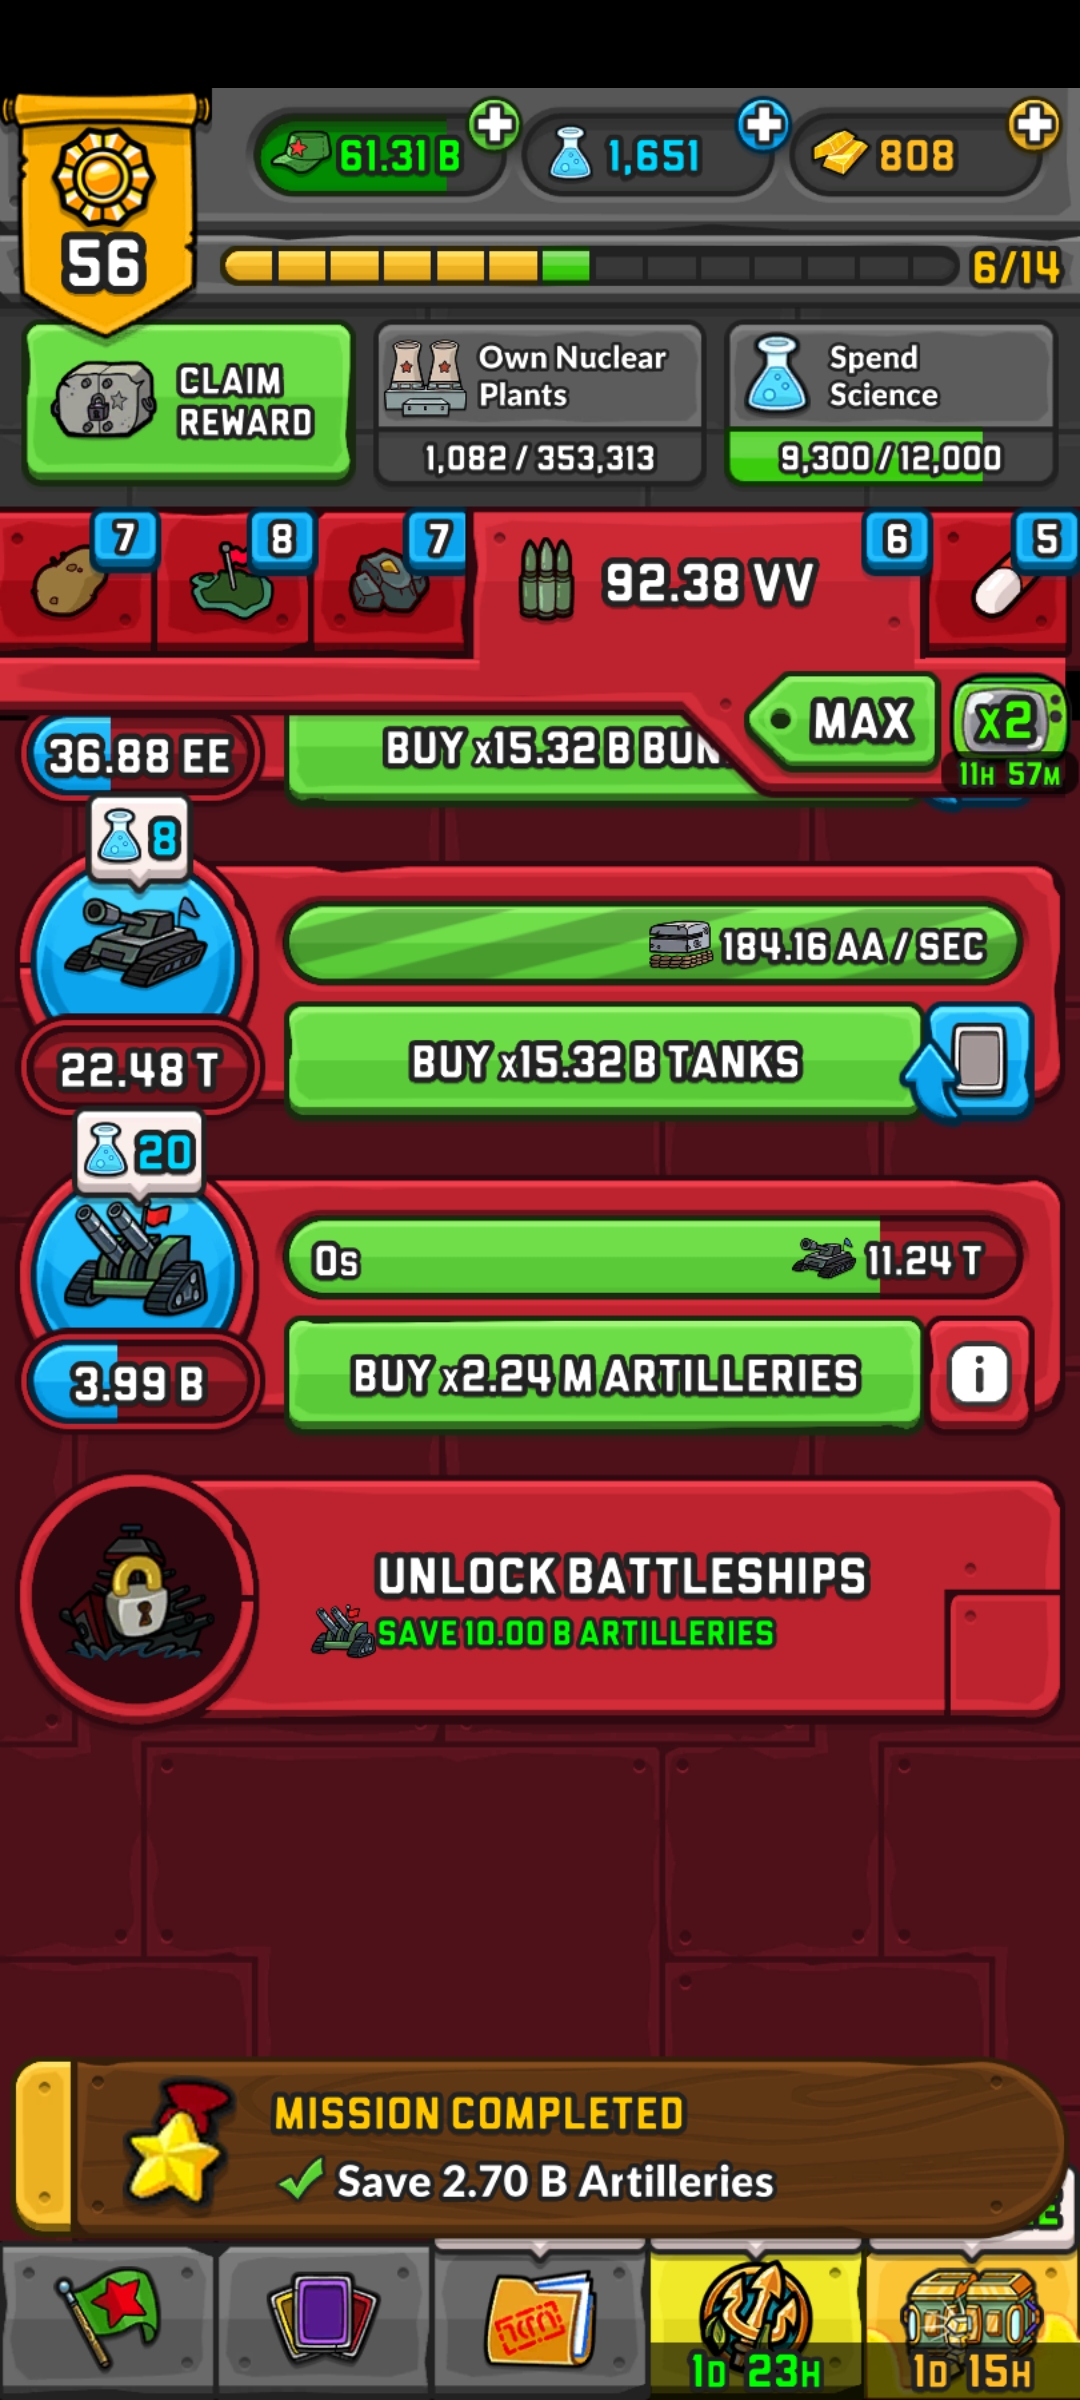 61.31 B
1,651
808
56
6/14
CLAIM
REWARD
Own Nuclear
Plants
1,082 / 353,313
Spend
Science
9,300 / 12,000
7
8
7
92.38 VV
6
5
MAX
x2
11H 57M
36.88 EE
BUY x15.32 B
8
184.16 AA / SEC
22.48 T
BUY x15.32 B TANKS
20
0s
11.24 T
3.99 B
BUY x2.24 M ARTILLERIES
i
UNLOCK BATTLESHIPS
SAVE 10.00 B ARTILLERIES
MISSION COMPLETED
Save 2.70 B Artilleries
1D 23H
1D 15H